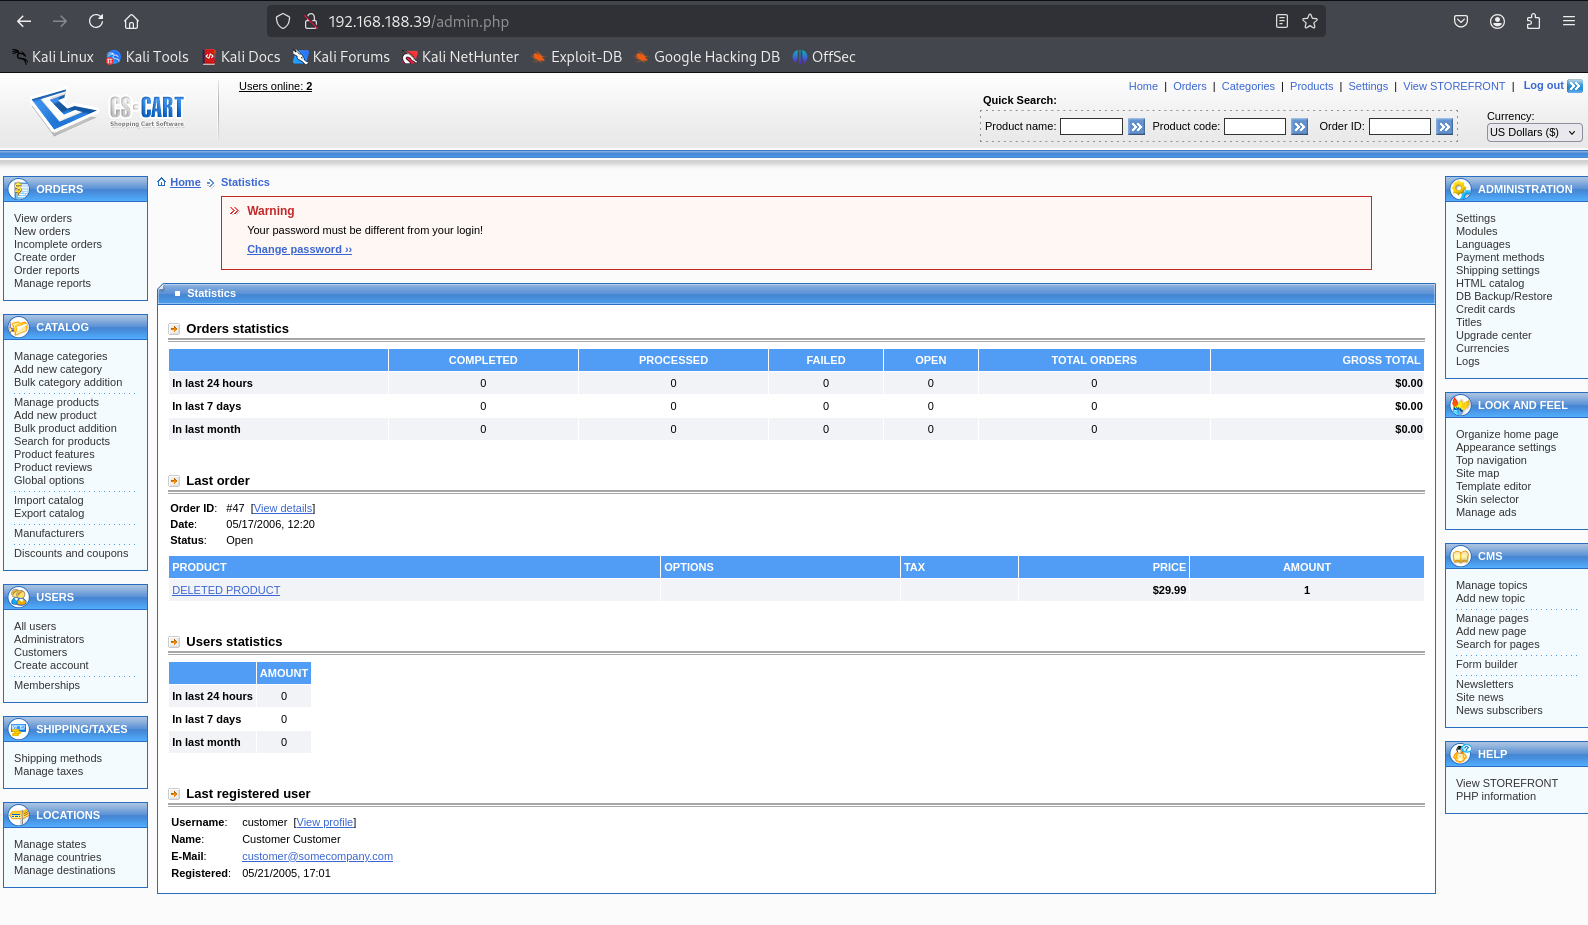 192.168.188.39/admin.php
Kali Linux Kali Tools Kali Docs Kali Forums Kali NetHunter Exploit-DB Google Hacking DB OffSec
CS-CART
Shopping Cart Software
Users online: 2
Home | Orders | Categories | Products | Settings | View STOREFRONT | Log out
Quick Search:
Product name: Product code: Order ID:
Currency:
US Dollars ($)
ORDERS
View orders
New orders
Incomplete orders
Create order
Order reports
Manage reports
CATALOG
Manage categories
Add new category
Bulk category addition
Manage products
Add new product
Bulk product addition
Search for products
Product features
Product reviews
Global options
Import catalog
Export catalog
Manufacturers
Discounts and coupons
USERS
All users
Administrators
Customers
Create account
Memberships
SHIPPING/TAXES
Shipping methods
Manage taxes
LOCATIONS
Manage states
Manage countries
Manage destinations
Home Statistics
Warning
Your password must be different from your login!
Change password ››
Statistics
Orders statistics
COMPLETED PROCESSED FAILED OPEN TOTAL ORDERS GROSS TOTAL
In last 24 hours 0 0 0 0 0 $0.00
In last 7 days 0 0 0 0 0 $0.00
In last month 0 0 0 0 0 $0.00
Last order
Order ID: #47 [View details]
Date: 05/17/2006, 12:20
Status: Open
PRODUCT OPTIONS TAX PRICE AMOUNT
DELETED PRODUCT $29.99 1
Users statistics
AMOUNT
In last 24 hours 0
In last 7 days 0
In last month 0
Last registered user
Username: customer [View profile]
Name: Customer Customer
E-Mail: customer@somecompany.com
Registered: 05/21/2005, 17:01
ADMINISTRATION
Settings
Modules
Languages
Payment methods
Shipping settings
HTML catalog
DB Backup/Restore
Credit cards
Titles
Upgrade center
Currencies
Logs
LOOK AND FEEL
Organize home page
Appearance settings
Top navigation
Site map
Template editor
Skin selector
Manage ads
CMS
Manage topics
Add new topic
Manage pages
Add new page
Search for pages
Form builder
Newsletters
Site news
News subscribers
HELP
View STOREFRONT
PHP information